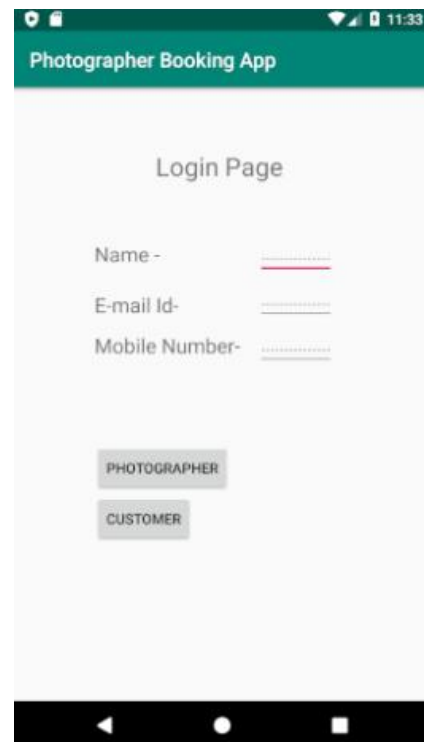 11:33
Photographer Booking App
Login Page
Name -
E-mail Id-
Mobile Number-
PHOTOGRAPHER
CUSTOMER